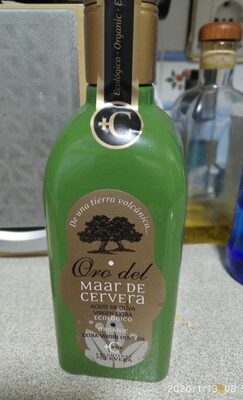 Ecológico · Organic · E
+C
De una tierra volcánica...
Oro del
MAAR DE
CERVERA
ACEITE DE OLIVA
VIRGEN EXTRA
ECOLÓGICO
ORGANIC
EXTRA VIRGIN OLIVE OIL
+C
2020/1/13